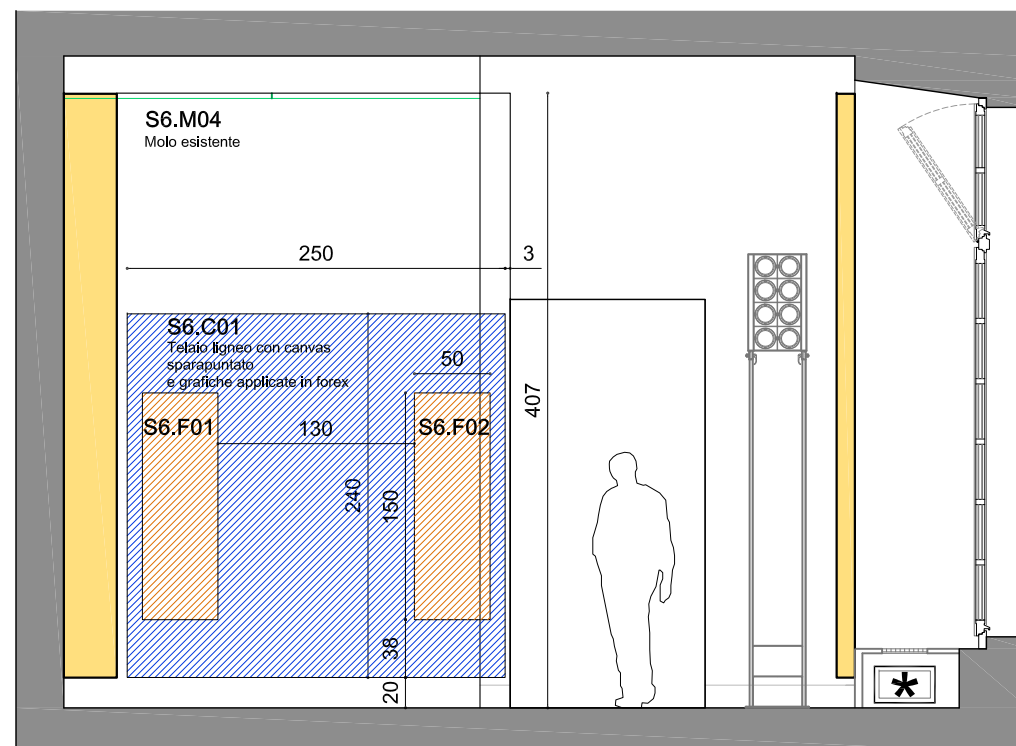 S6.M04
Molo esistente
250
3
S6.C01
Telaio ligneo con canvas
sparapuntato
e grafiche applicate in forex
50
407
S6.F01
130
S6.F02
240
150
38
20
*